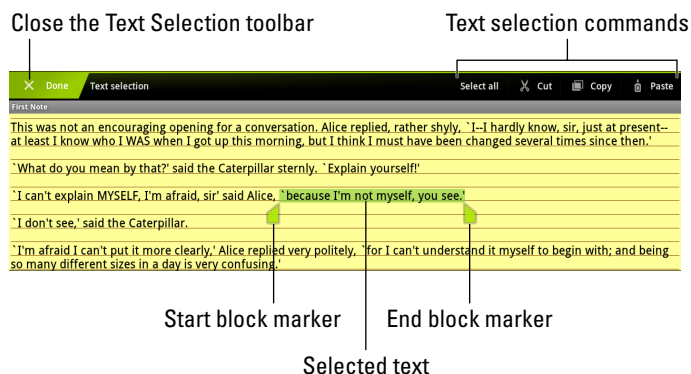 Close the Text Selection toolbar
Text selection commands
Done
Text selection
Select all
Cut
Copy
Paste
First Note
This was not an encouraging opening for a conversation. Alice replied, rather shyly, `I--I hardly know, sir, just at present--
at least I know who I WAS when I got up this morning, but I think I must have been changed several times since then.'
`What do you mean by that?' said the Caterpillar sternly. `Explain yourself!'
`I can't explain MYSELF, I'm afraid, sir' said Alice, `because I'm not myself, you see.'
`I don't see,' said the Caterpillar.
`I'm afraid I can't put it more clearly,' Alice replied very politely, `for I can't understand it myself to begin with; and being
so many different sizes in a day is very confusing.'
Start block marker
End block marker
Selected text